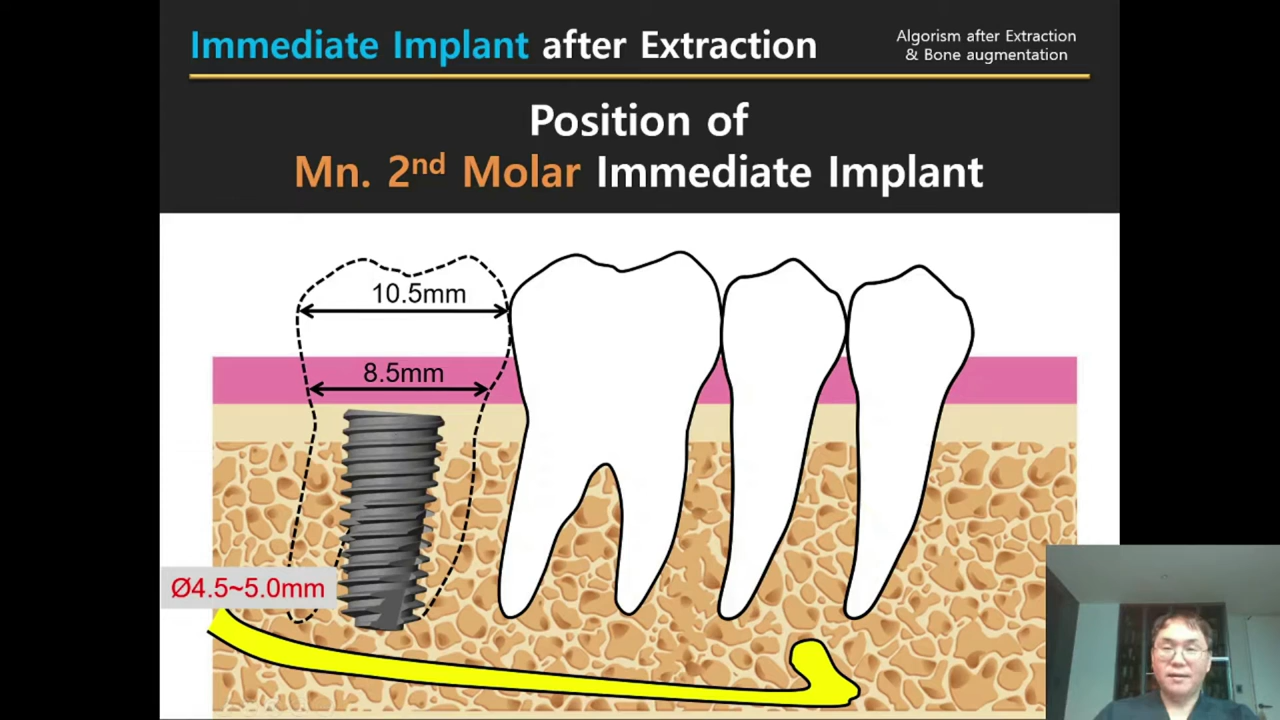 Immediate Implant after Extraction
Algorism after Extraction
& Bone augmentation
Position of
Mn. 2nd Molar Immediate Implant
10.5mm
8.5mm
Ø4.5~5.0mm